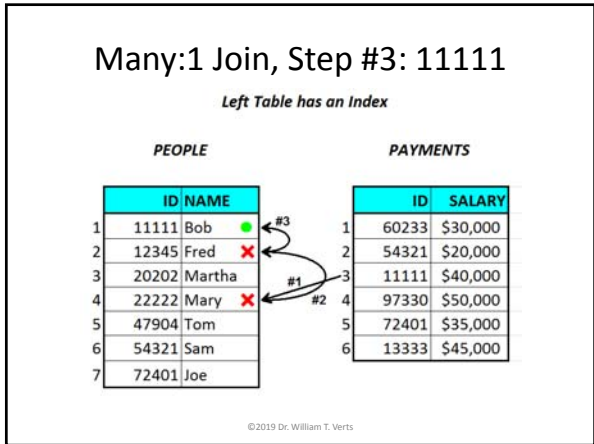 Many:1 Join, Step #3: 11111
Left Table has an Index
PEOPLE
ID NAME
1 11111 Bob
2 12345 Fred
3 20202 Martha
4 22222 Mary
5 47904 Tom
6 54321 Sam
7 72401 Joe
#3
#1
#2
PAYMENTS
ID SALARY
1 60233 $30,000
2 54321 $20,000
3 11111 $40,000
4 97330 $50,000
5 72401 $35,000
6 13333 $45,000
©2019 Dr. William T. Verts